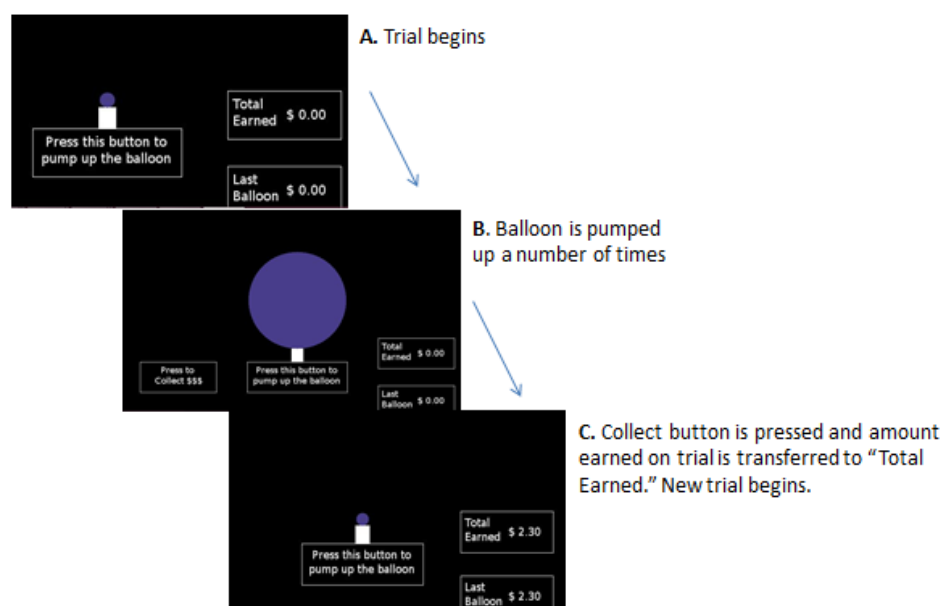 A. Trial begins
Total
Earned $ 0.00
Press this button to
pump up the balloon
Last
Balloon $ 0.00
B. Balloon is pumped
up a number of times
Total
Earned $ 0.00
Press to
Collect $$$
Press this button to
pump up the balloon
Last
Balloon $ 0.00
C. Collect button is pressed and amount
earned on trial is transferred to “Total
Earned.” New trial begins.
Total
Earned $ 2.30
Press this button to
pump up the balloon
Last
Balloon $ 2.30